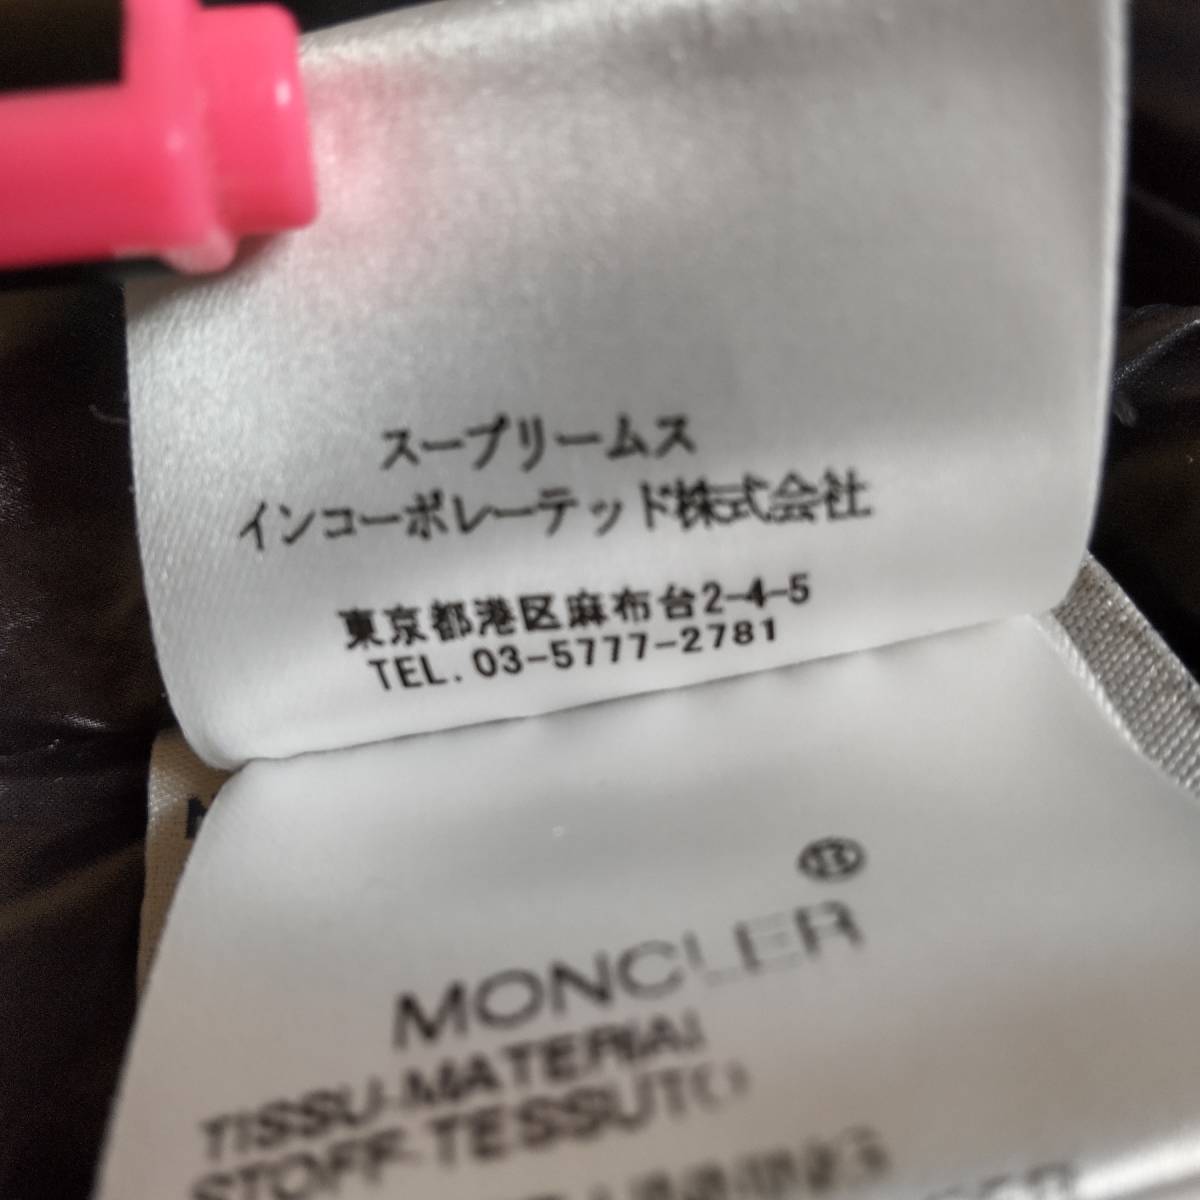 スープリームス
インコーポレーテッド株式会社
東京都港区麻布台2-4-5
TEL. 03-5777-2781
MONCLER
TISSU-MATERIAL
STOFF-TESSUTO